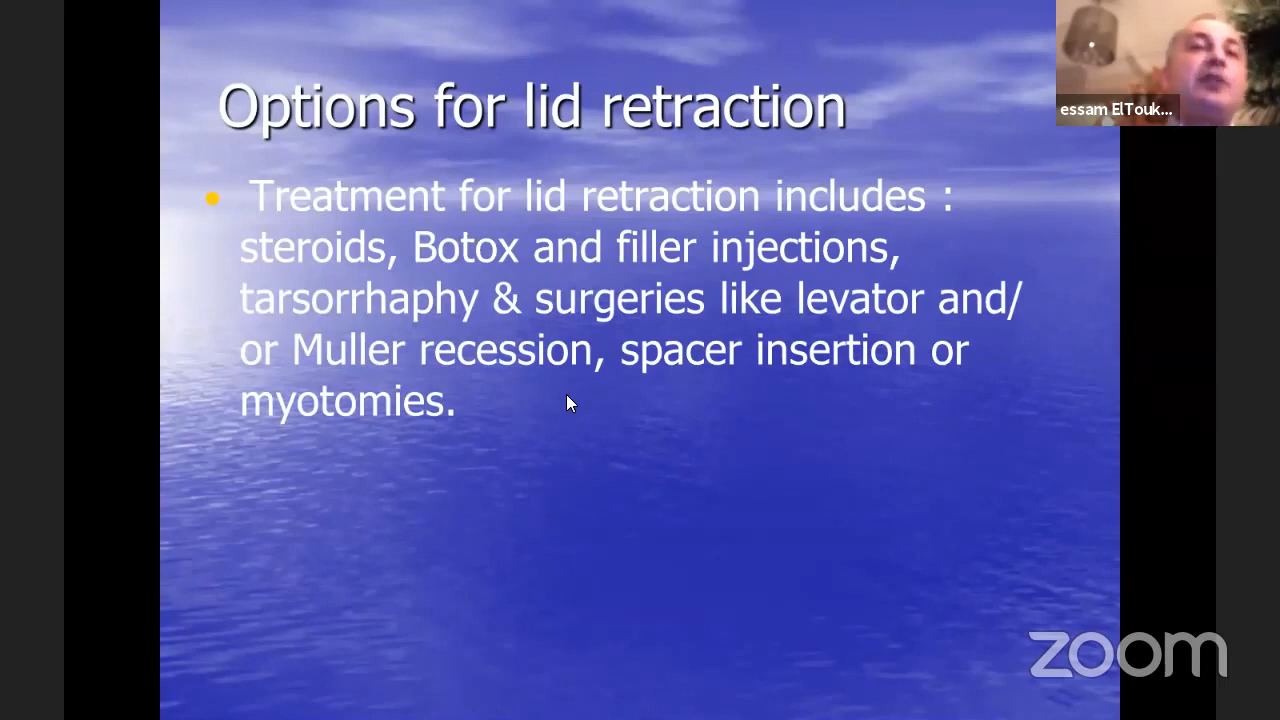 Options for lid retraction
Treatment for lid retraction includes :
steroids, Botox and filler injections,
tarsorrhaphy & surgeries like levator and/
or Muller recession, spacer insertion or
myotomies.
essam ElTouk...
zoom